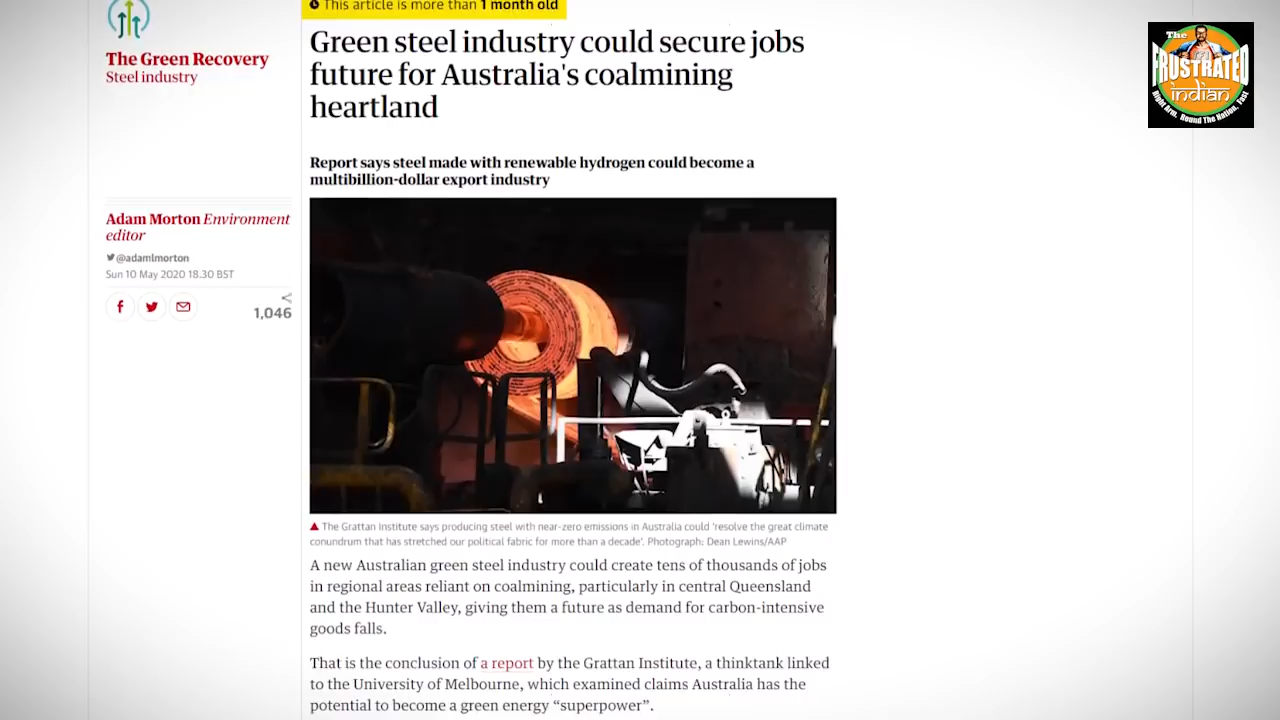 This article is more than 1 month old
The Green Recovery
Steel industry
Green steel industry could secure jobs
future for Australia's coalmining
heartland
Report says steel made with renewable hydrogen could become a
multibillion-dollar export industry
Adam Morton Environment
editor
@adamlmorton
Sun 10 May 2020 18.30 BST
1,046
The Grattan Institute says producing steel with near-zero emissions in Australia could ‘resolve the great climate
conundrum that has stretched our political fabric for more than a decade’. Photograph: Dean Lewins/AAP
A new Australian green steel industry could create tens of thousands of jobs
in regional areas reliant on coalmining, particularly in central Queensland
and the Hunter Valley, giving them a future as demand for carbon-intensive
goods falls.
That is the conclusion of a report by the Grattan Institute, a thinktank linked
to the University of Melbourne, which examined claims Australia has the
potential to become a green energy “superpower”.
The
FRUSTRATED
indian
Right Arm, Round The Nation, Fast